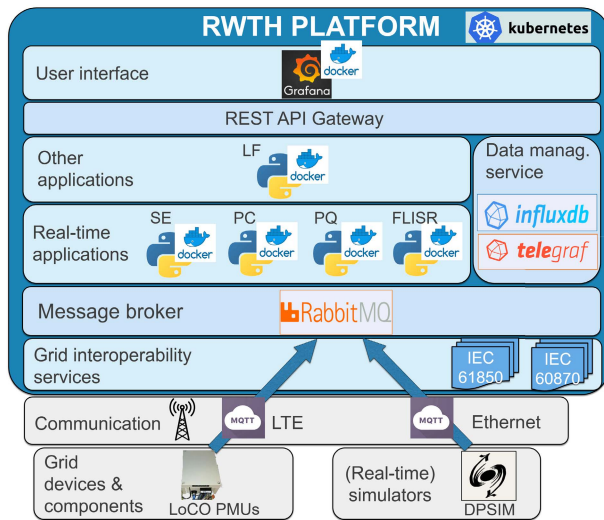 RWTH PLATFORM
kubernetes
User interface
Grafana
docker
REST API Gateway
Other
applications
LF
docker
Data manag.
service
influxdb
telegraf
Real-time
applications
SE
docker
PC
docker
PQ
docker
FLISR
docker
Message broker
RabbitMQ
Grid interoperability
services
IEC
61850
IEC
60870
Communication
MQTT
LTE
MQTT
Ethernet
Grid
devices &
components
LoCO PMUs
(Real-time)
simulators
DPSIM